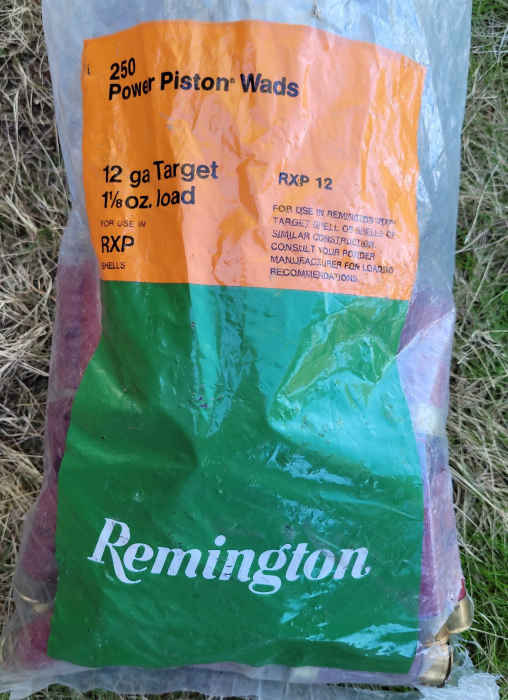 250
Power Piston® Wads
12 ga Target
1⅛ oz. load
FOR USE IN
RXP
SHELLS
RXP 12
FOR USE IN REMINGTON "RXP"
TARGET SHELL OR SHELLS OF
SIMILAR CONSTRUCTION.
CONSULT YOUR POWDER
MANUFACTURER FOR LOADING
RECOMMENDATIONS.
Remington